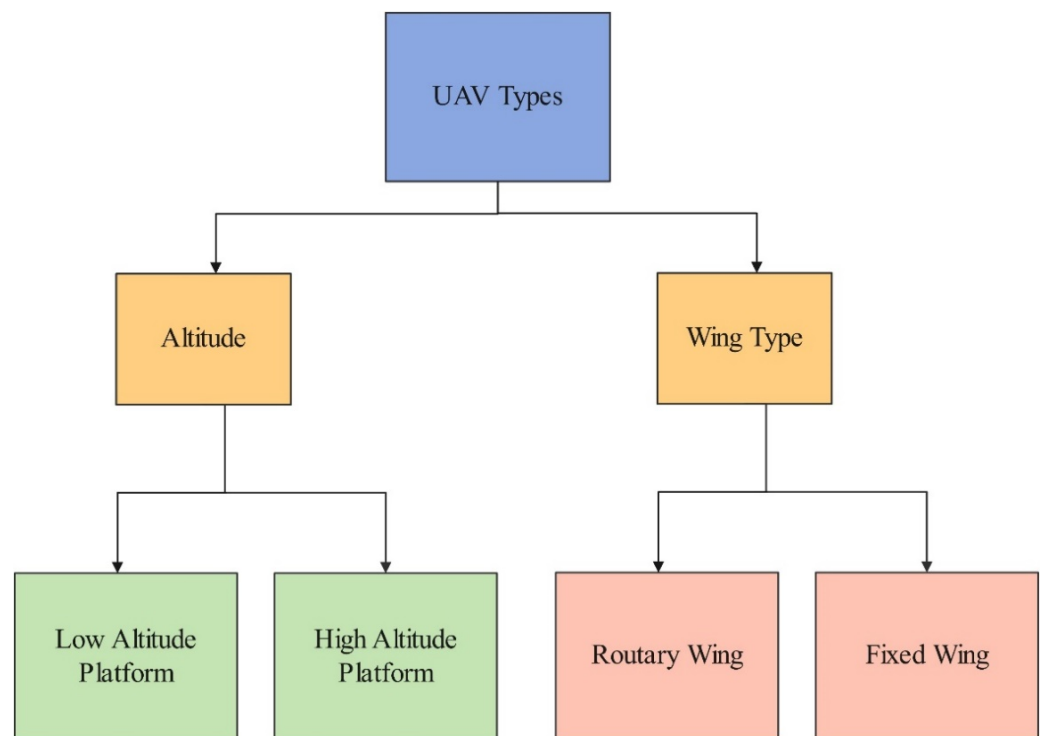 UAV Types
Altitude
Wing Type
Low Altitude
Platform
High Altitude
Platform
Routary Wing
Fixed Wing